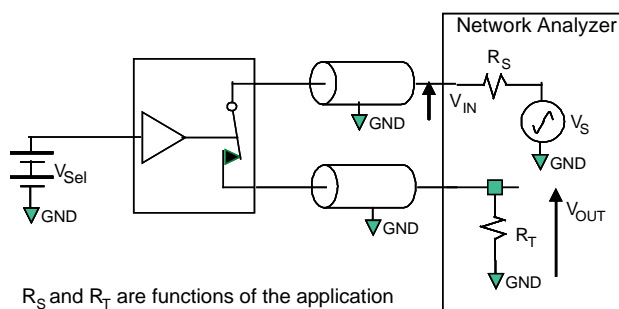 Network Analyzer
R_S
V_IN
GND
V_S
GND
V_Sel
GND
GND
V_OUT
R_T
GND
R_S and R_T are functions of the application